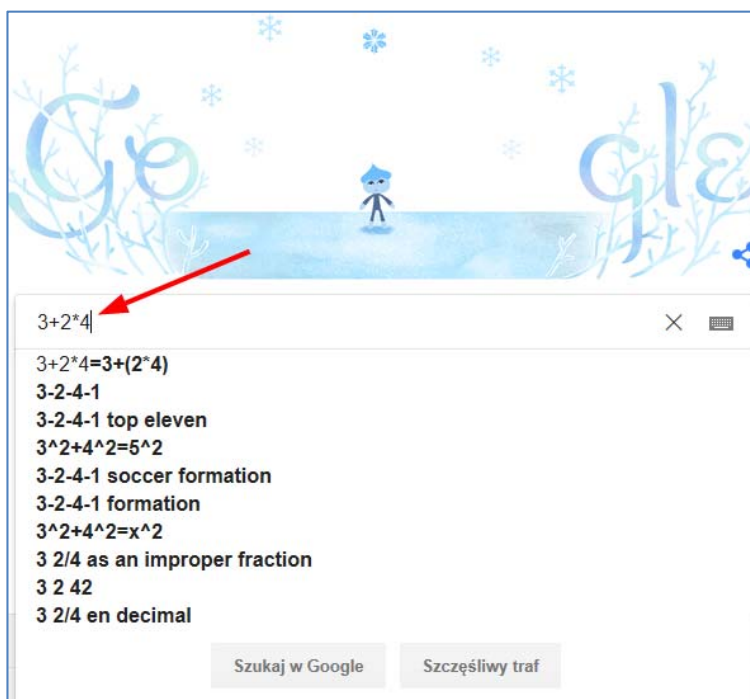 Go gle
3+2*4
3+2*4=3+(2*4)
3-2-4-1
3-2-4-1 top eleven
3^2+4^2=5^2
3-2-4-1 soccer formation
3-2-4-1 formation
3^2+4^2=x^2
3 2/4 as an improper fraction
3 2 42
3 2/4 en decimal
Szukaj w Google Szczęśliwy traf